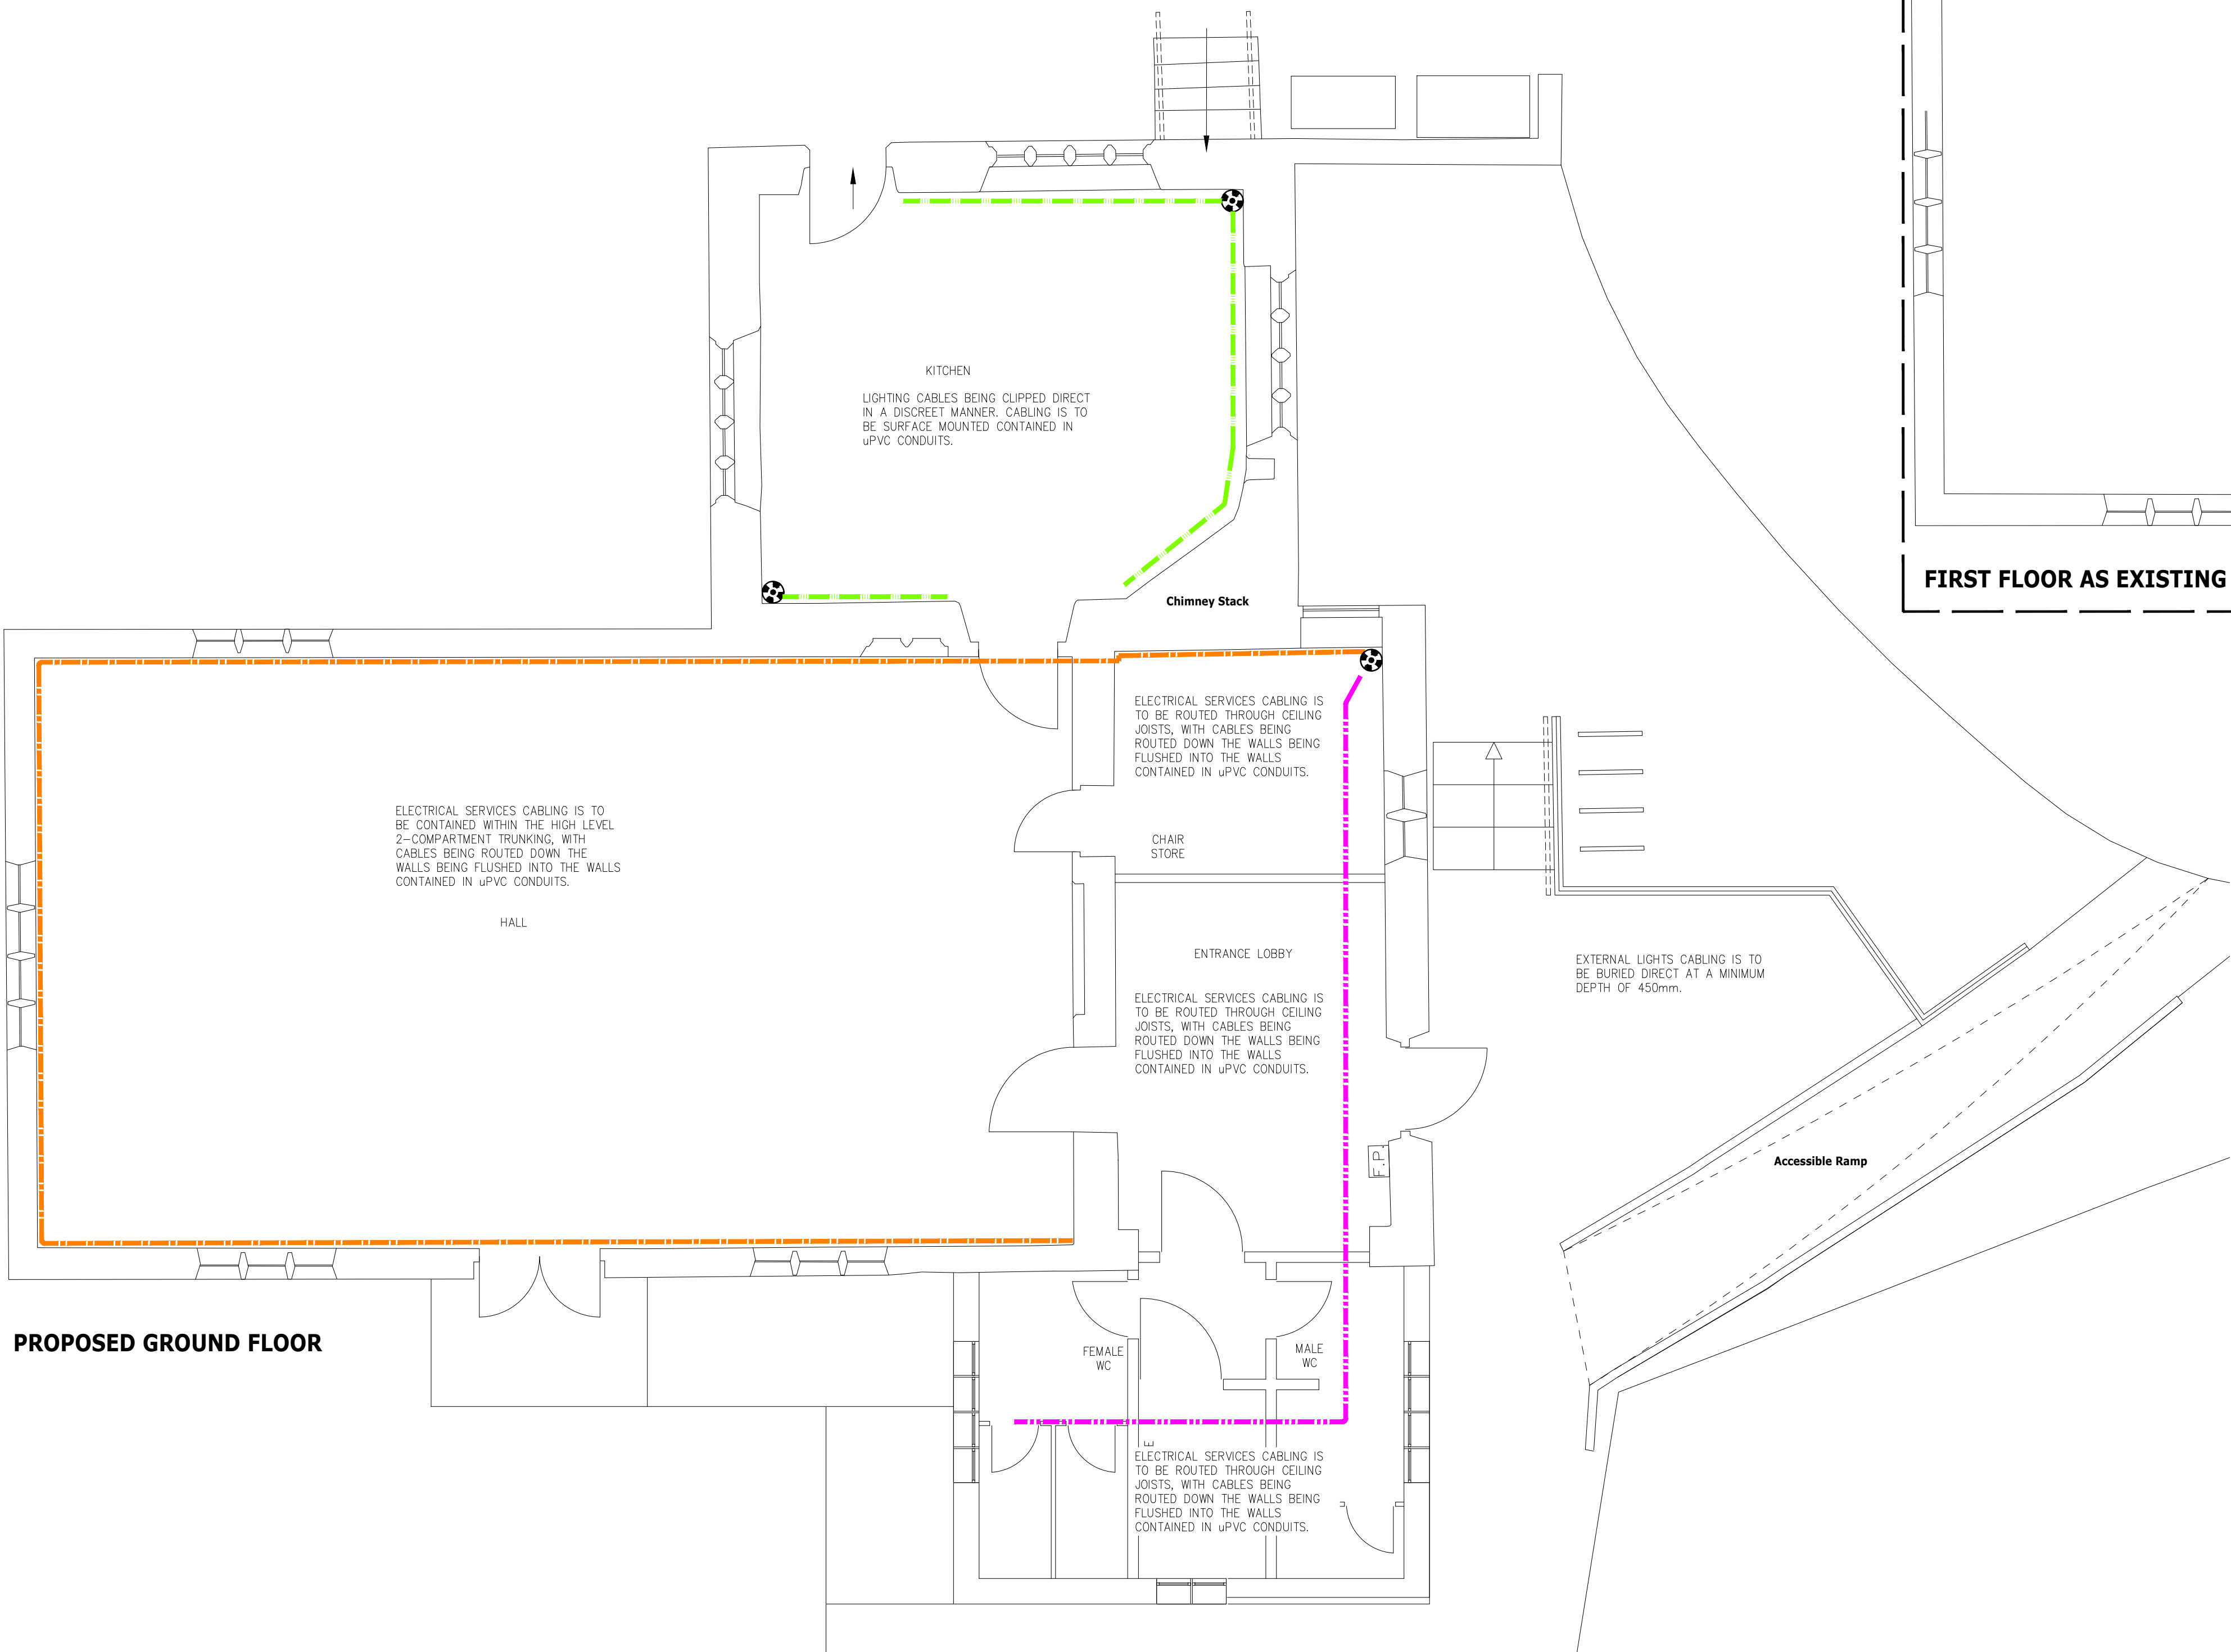 KITCHEN
LIGHTING CABLES BEING CLIPPED DIRECT
IN A DISCREET MANNER. CABLING IS TO
BE SURFACE MOUNTED CONTAINED IN
uPVC CONDUITS.
FIRST FLOOR AS EXISTING
Chimney Stack
ELECTRICAL SERVICES CABLING IS
TO BE ROUTED THROUGH CEILING
JOISTS, WITH CABLES BEING
ROUTED DOWN THE WALLS BEING
FLUSHED INTO THE WALLS
CONTAINED IN uPVC CONDUITS.
CHAIR
STORE
ELECTRICAL SERVICES CABLING IS TO
BE CONTAINED WITHIN THE HIGH LEVEL
2-COMPARTMENT TRUNKING, WITH
CABLES BEING ROUTED DOWN THE
WALLS BEING FLUSHED INTO THE WALLS
CONTAINED IN uPVC CONDUITS.
HALL
ENTRANCE LOBBY
ELECTRICAL SERVICES CABLING IS
TO BE ROUTED THROUGH CEILING
JOISTS, WITH CABLES BEING
ROUTED DOWN THE WALLS BEING
FLUSHED INTO THE WALLS
CONTAINED IN uPVC CONDUITS.
EXTERNAL LIGHTS CABLING IS TO
BE BURIED DIRECT AT A MINIMUM
DEPTH OF 450mm.
F.P.
Accessible Ramp
PROPOSED GROUND FLOOR
FEMALE
WC
MALE
WC
E
ELECTRICAL SERVICES CABLING IS
TO BE ROUTED THROUGH CEILING
JOISTS, WITH CABLES BEING
ROUTED DOWN THE WALLS BEING
FLUSHED INTO THE WALLS
CONTAINED IN uPVC CONDUITS.